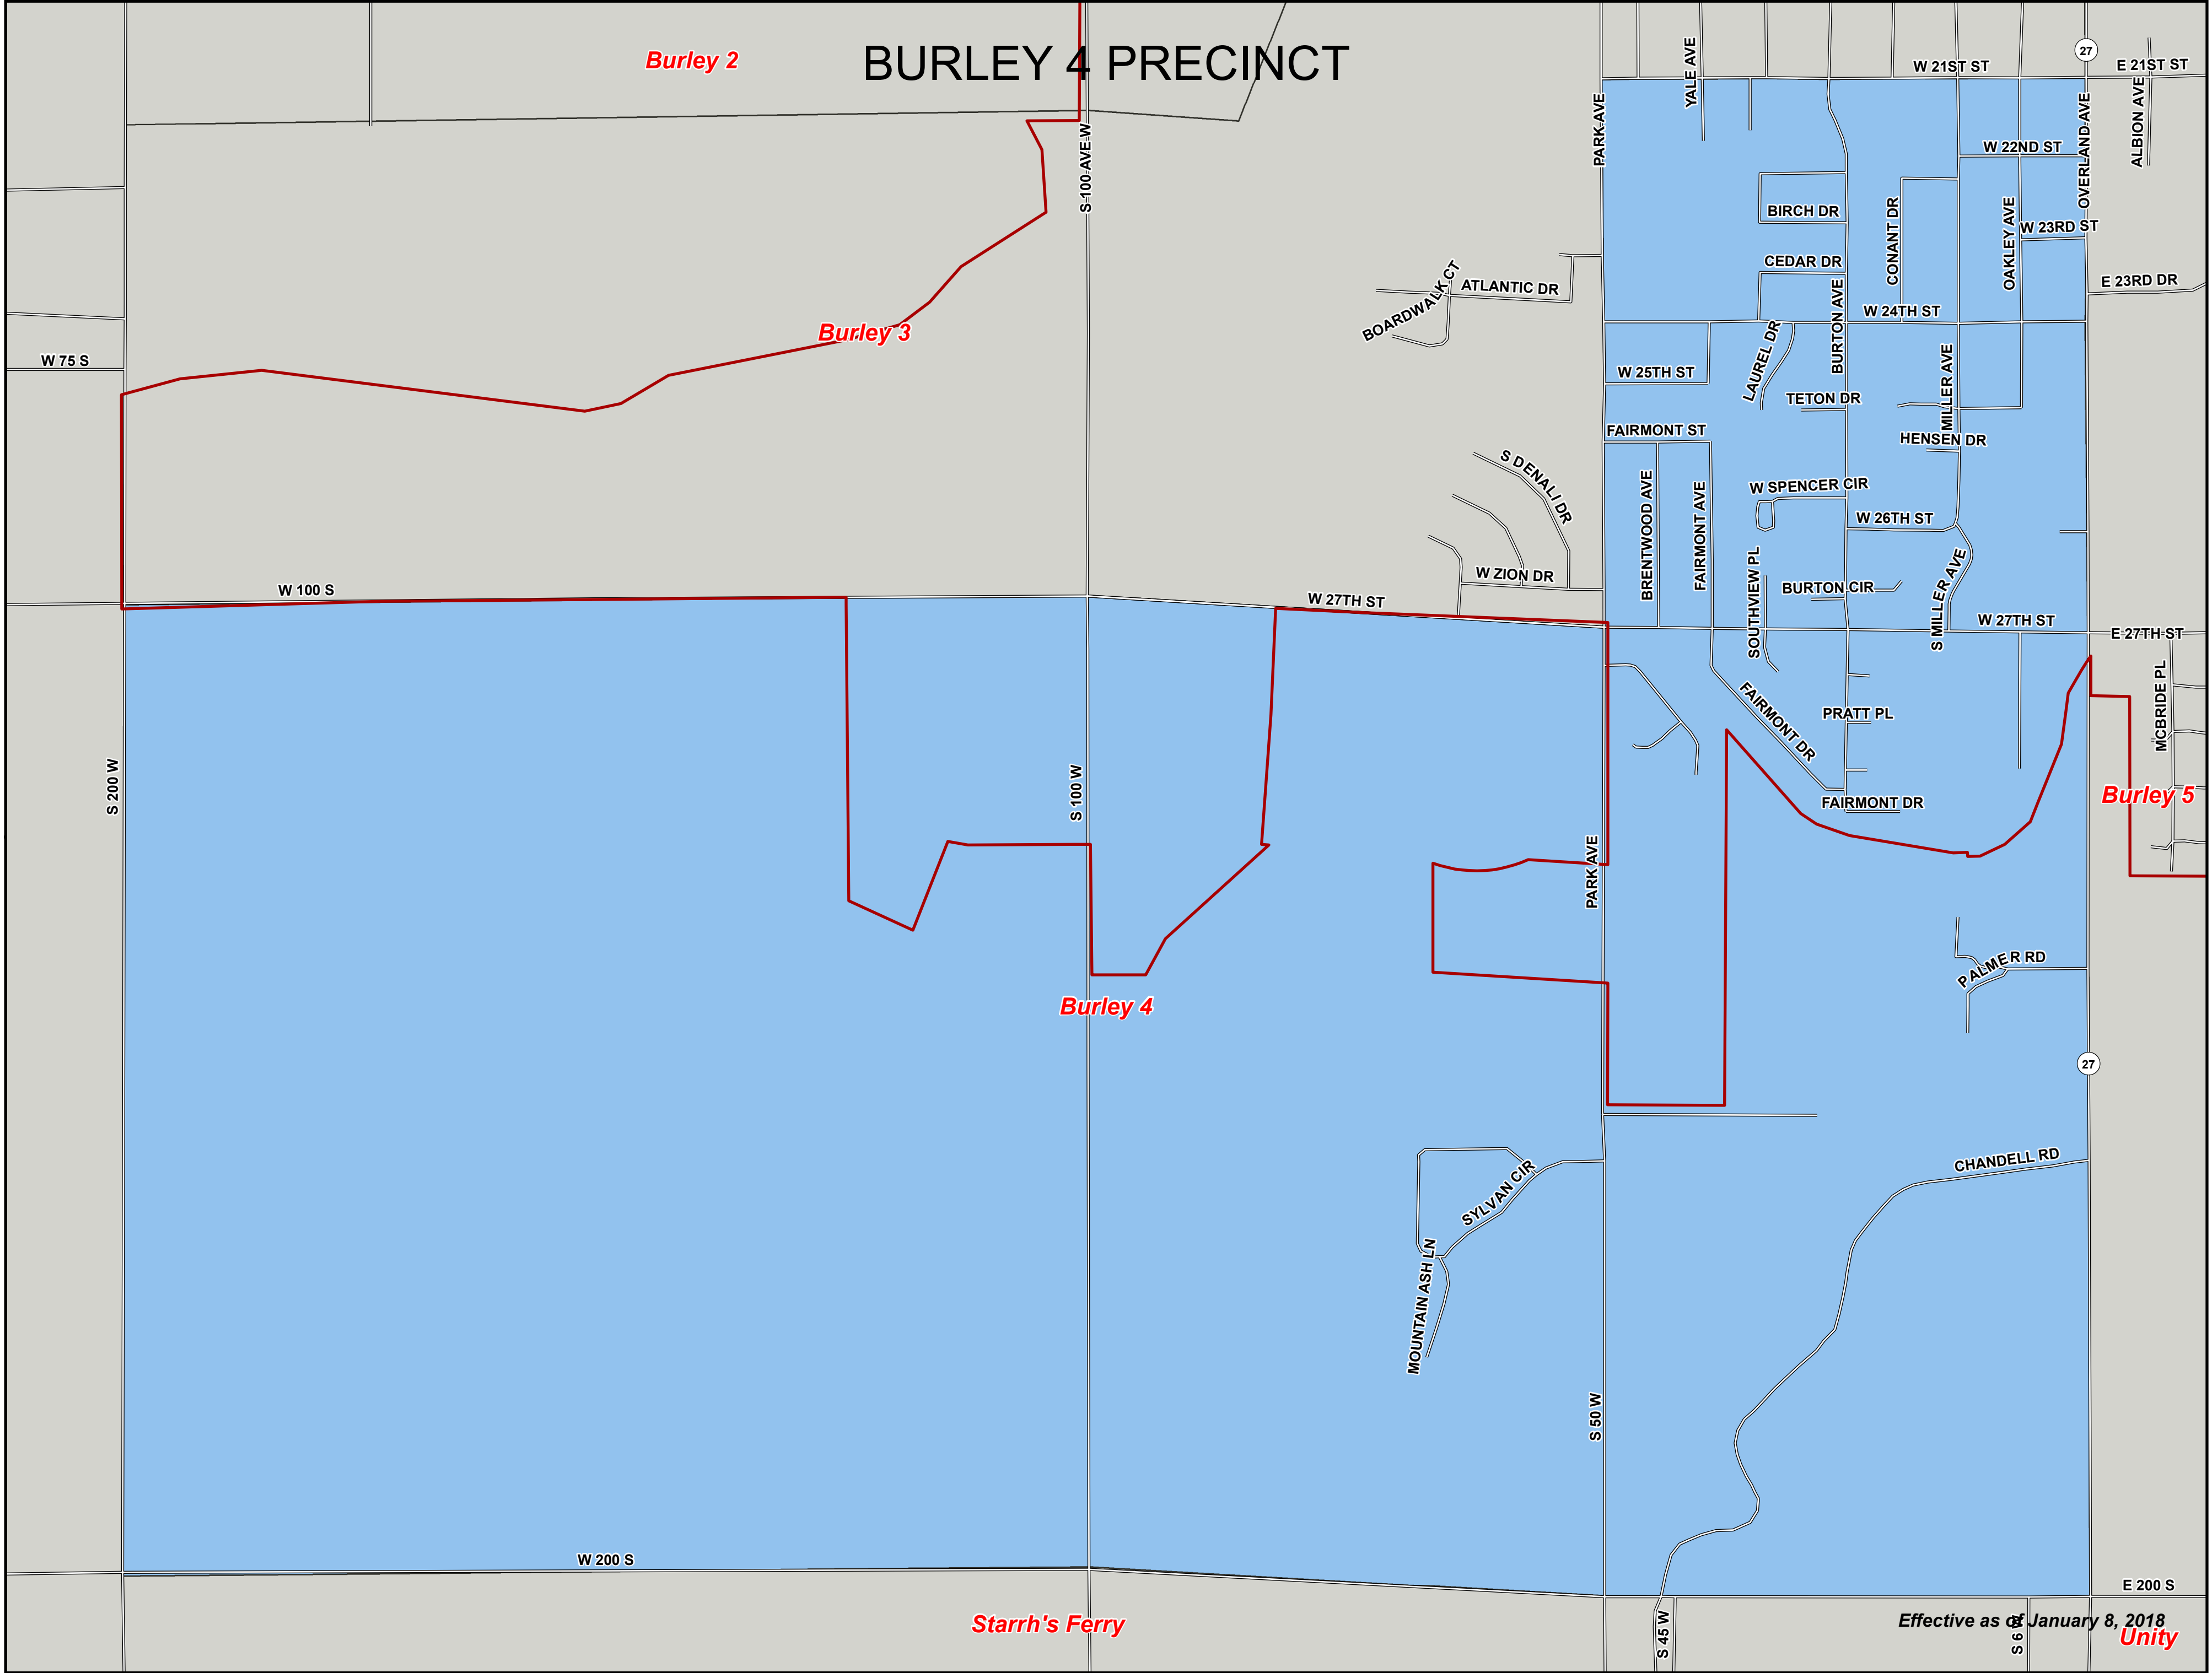 BURLEY 4 PRECINCT
Burley 2
27
W 21ST ST
E 21ST ST
YALE AVE
PARK AVE
S 100 AVE W
OVERLAND AVE
ALBION AVE
W 22ND ST
BIRCH DR
CONANT DR
OAKLEY AVE
W 23RD ST
CEDAR DR
E 23RD DR
BOARDWALK CT
ATLANTIC DR
W 24TH ST
BURTON AVE
Burley 3
LAUREL DR
W 75 S
W 25TH ST
MILLER AVE
TETON DR
FAIRMONT ST
HENSEN DR
S DENALI DR
W SPENCER CIR
BRENTWOOD AVE
FAIRMONT AVE
W 26TH ST
W ZION DR
SOUTHVIEW PL
BURTON CIR
S MILLER AVE
W 100 S
W 27TH ST
W 27TH ST
E 27TH ST
MCBRIDE PL
FAIRMONT DR
PRATT PL
S 200 W
S 100 W
Burley 5
FAIRMONT DR
PARK AVE
PALMER RD
Burley 4
27
CHANDELL RD
SYLVAN CIR
MOUNTAIN ASH LN
S 50 W
W 200 S
E 200 S
Starrh's Ferry
S 45 W
Effective as of January 8, 2018
S 6 W
Unity